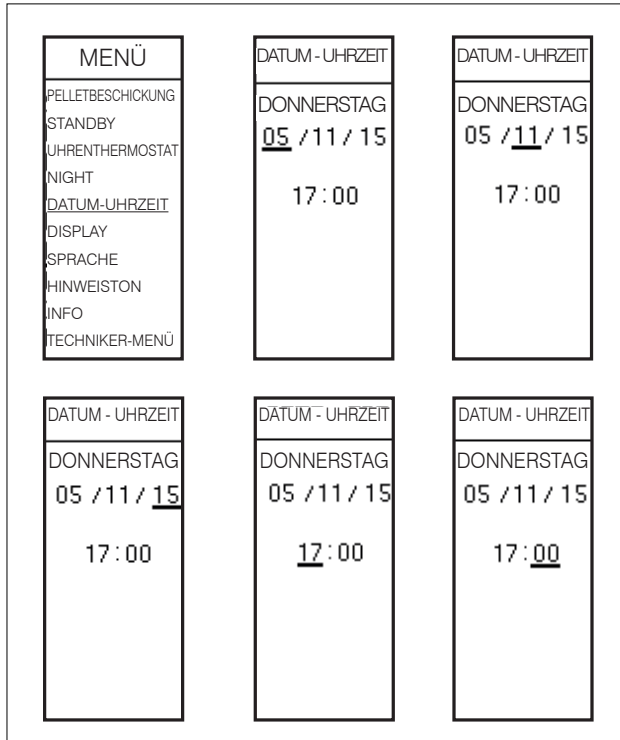 MENÜ
PELLETBESCHICKUNG
STANDBY
UHRENTHERMOSTAT
NIGHT
DATUM-UHRZEIT
DISPLAY
SPRACHE
HINWEISTON
INFO
TECHNIKER-MENÜ
DATUM - UHRZEIT
DONNERSTAG
05 / 11 / 15
17:00
DATUM - UHRZEIT
DONNERSTAG
05 / 11 / 15
17:00
DATUM - UHRZEIT
DONNERSTAG
05 / 11 / 15
17:00
DATUM - UHRZEIT
DONNERSTAG
05 / 11 / 15
17:00
DATUM - UHRZEIT
DONNERSTAG
05 / 11 / 15
17:00